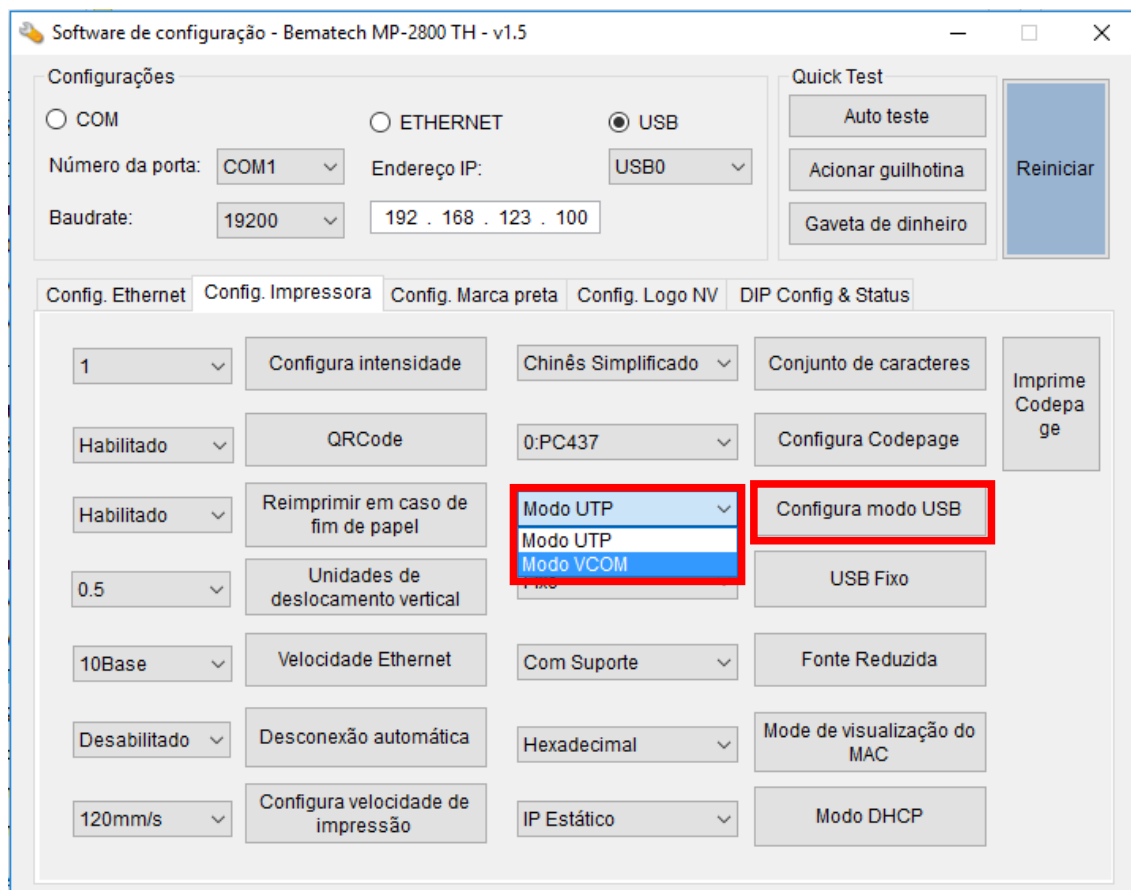 Software de configuração - Bematech MP-2800 TH - v1.5
Configurações
Quick Test
COM
ETHERNET
USB
Auto teste
Reiniciar
Número da porta:
COM1
Endereço IP:
USB0
Acionar guilhotina
Baudrate:
19200
192 . 168 . 123 . 100
Gaveta de dinheiro
Config. Ethernet
Config. Impressora
Config. Marca preta
Config. Logo NV
DIP Config & Status
1
Configura intensidade
Chinês Simplificado
Conjunto de caracteres
Imprime
Codepa
ge
Habilitado
QRCode
0:PC437
Configura Codepage
Habilitado
Reimprimir em caso de
fim de papel
Modo UTP
Configura modo USB
Modo UTP
Modo VCOM
0.5
Unidades de
deslocamento vertical
Fixo
USB Fixo
10Base
Velocidade Ethernet
Com Suporte
Fonte Reduzida
Desabilitado
Desconexão automática
Hexadecimal
Mode de visualização do
MAC
120mm/s
Configura velocidade de
impressão
IP Estático
Modo DHCP